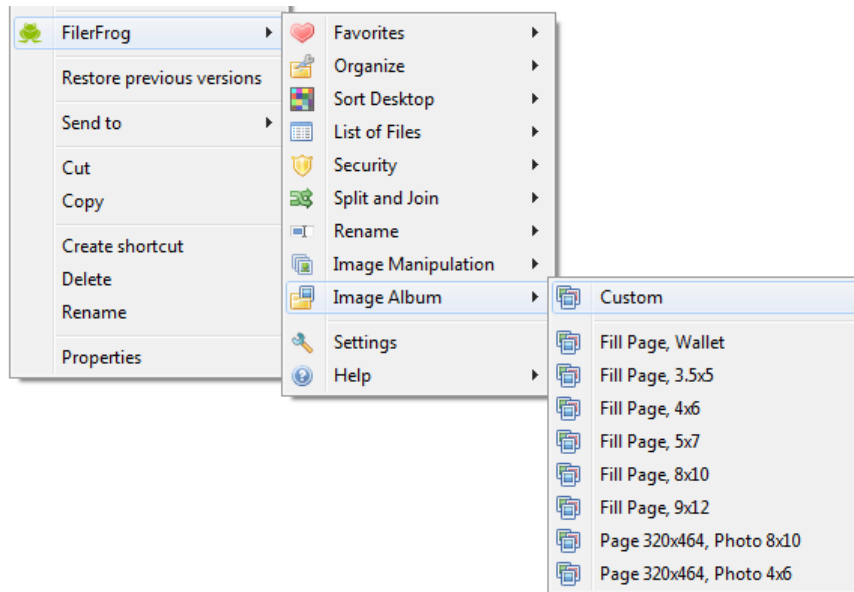 FilerFrog
Restore previous versions
Send to
Cut
Copy
Create shortcut
Delete
Rename
Properties
Favorites
Organize
Sort Desktop
List of Files
Security
Split and Join
Rename
Image Manipulation
Image Album
Settings
Help
Custom
Fill Page, Wallet
Fill Page, 3.5x5
Fill Page, 4x6
Fill Page, 5x7
Fill Page, 8x10
Fill Page, 9x12
Page 320x464, Photo 8x10
Page 320x464, Photo 4x6